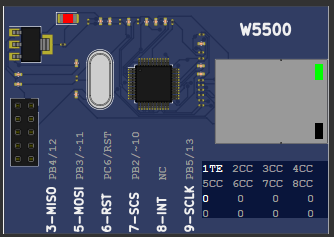 W5500
1TE 2CC 3CC 4CC
5CC 6CC 7CC 8CC
0 0 0 0
0 0 0 0
3-MISO PB4/12
5-MOSI PB3/~11
6-RST PC6/RST
7-SCS PB2/~10
8-INT NC
9-SCLK PB5/13